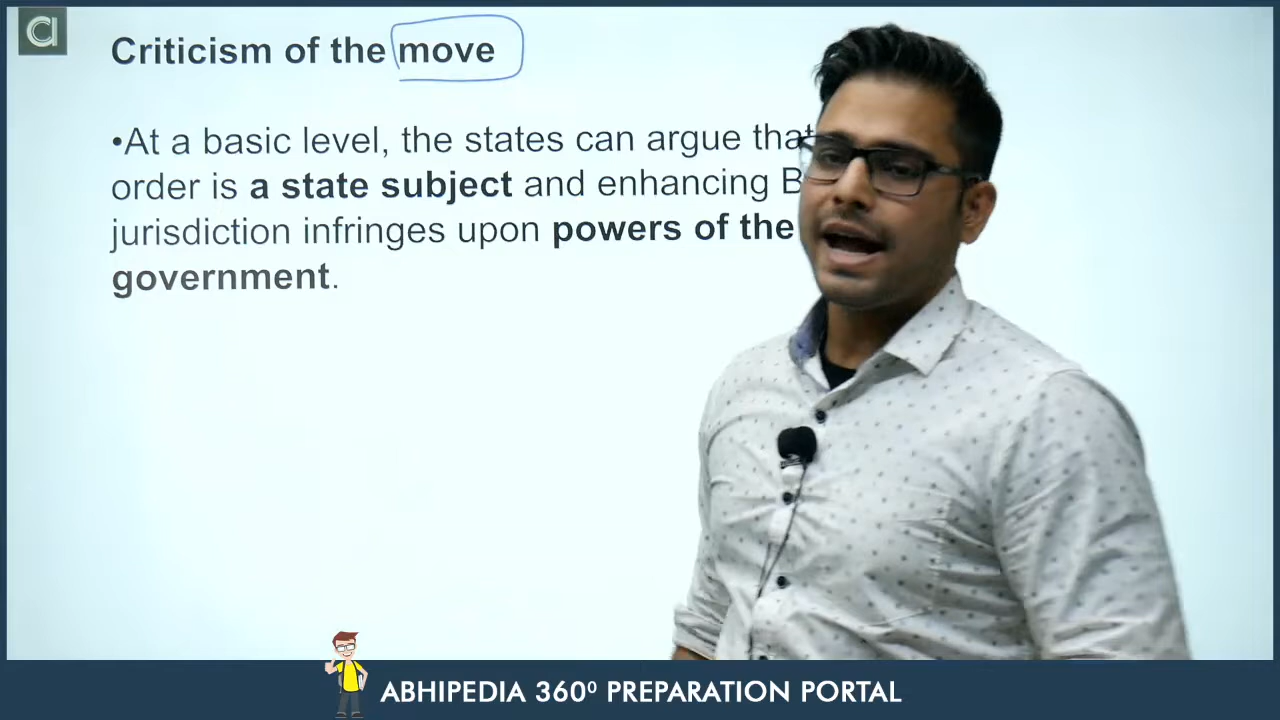 Criticism of the move
•At a basic level, the states can argue that
order is a state subject and enhancing B
jurisdiction infringes upon powers of the
government.
ABHIPEDIA 360⁰ PREPARATION PORTAL